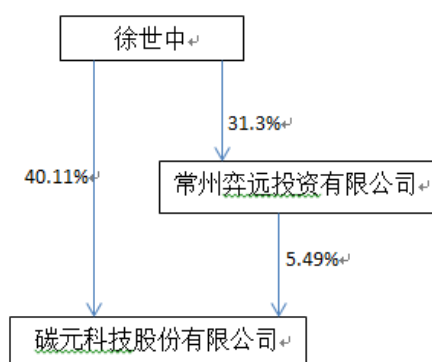 徐世中
31.3%
40.11%
常州弈远投资有限公司
5.49%
碳元科技股份有限公司